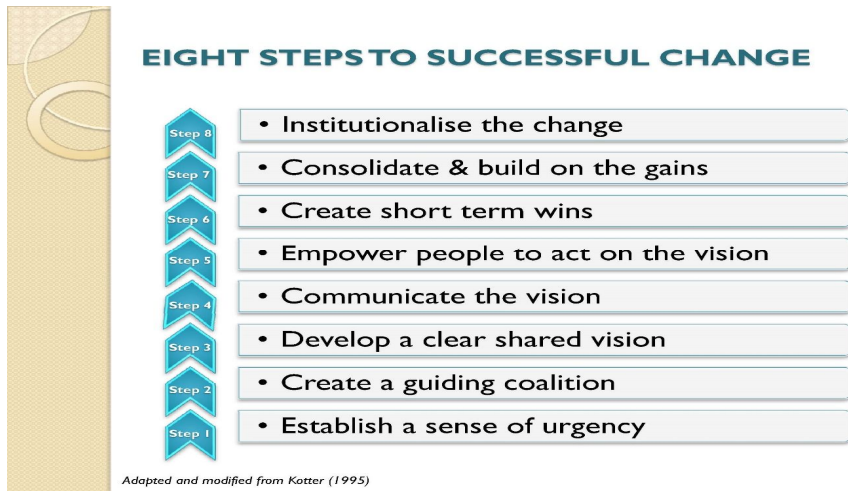 EIGHT STEPS TO SUCCESSFUL CHANGE
Step 8
• Institutionalise the change
Step 7
• Consolidate & build on the gains
Step 6
• Create short term wins
Step 5
• Empower people to act on the vision
Step 4
• Communicate the vision
Step 3
• Develop a clear shared vision
Step 2
• Create a guiding coalition
Step 1
• Establish a sense of urgency
Adapted and modified from Kotter (1995)